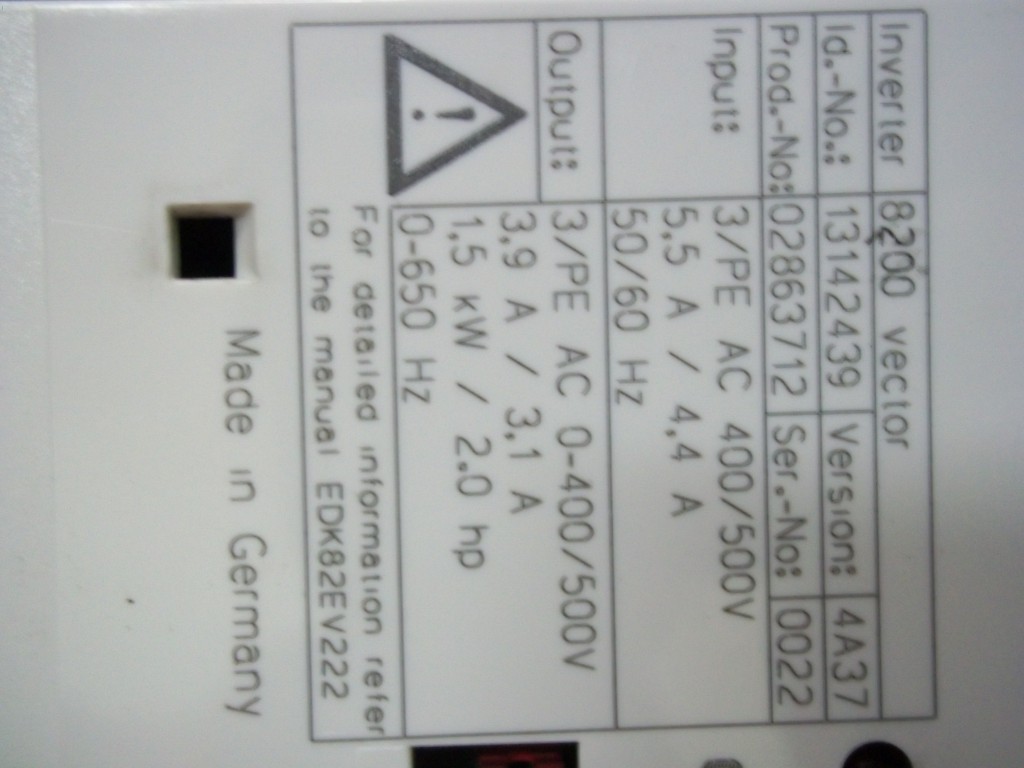 Inverter 8200 vector
Id.-No.: 13142439 Version: 4A37
Prod.-No: 02863712 Ser.-No: 0022
Input: 3/PE AC 400/500V
5,5 A / 4,4 A
50/60 Hz
Output: 3/PE AC 0-400/500V
3,9 A / 3,1 A
1,5 kW / 2.0 hp
0-650 Hz
For detailed information refer
to the manual EDK82EV222
Made in Germany